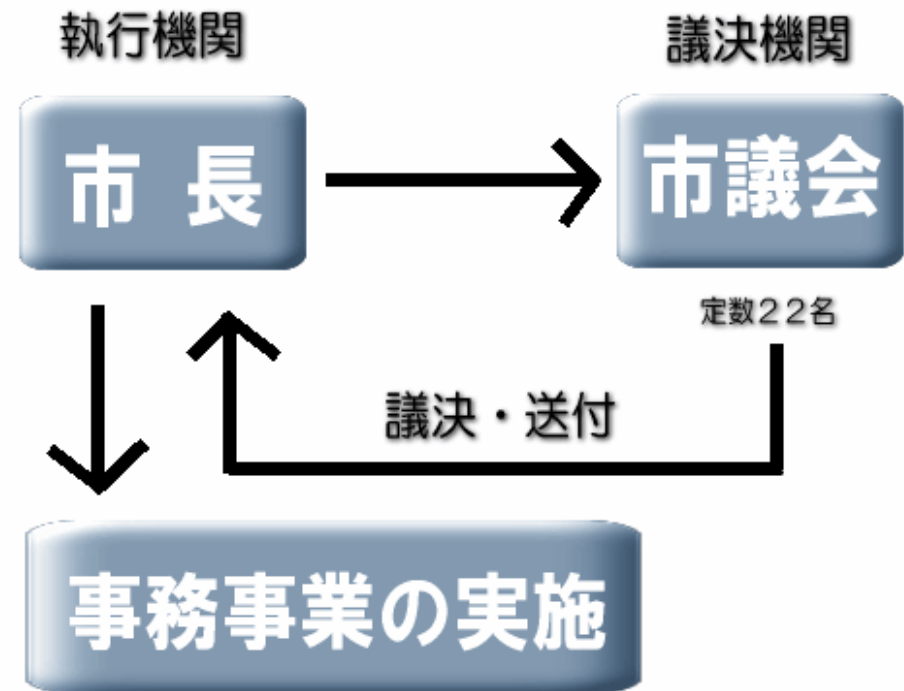 執行機関
議決機関
市長
市議会
定数２２名
議決・送付
事務事業の実施